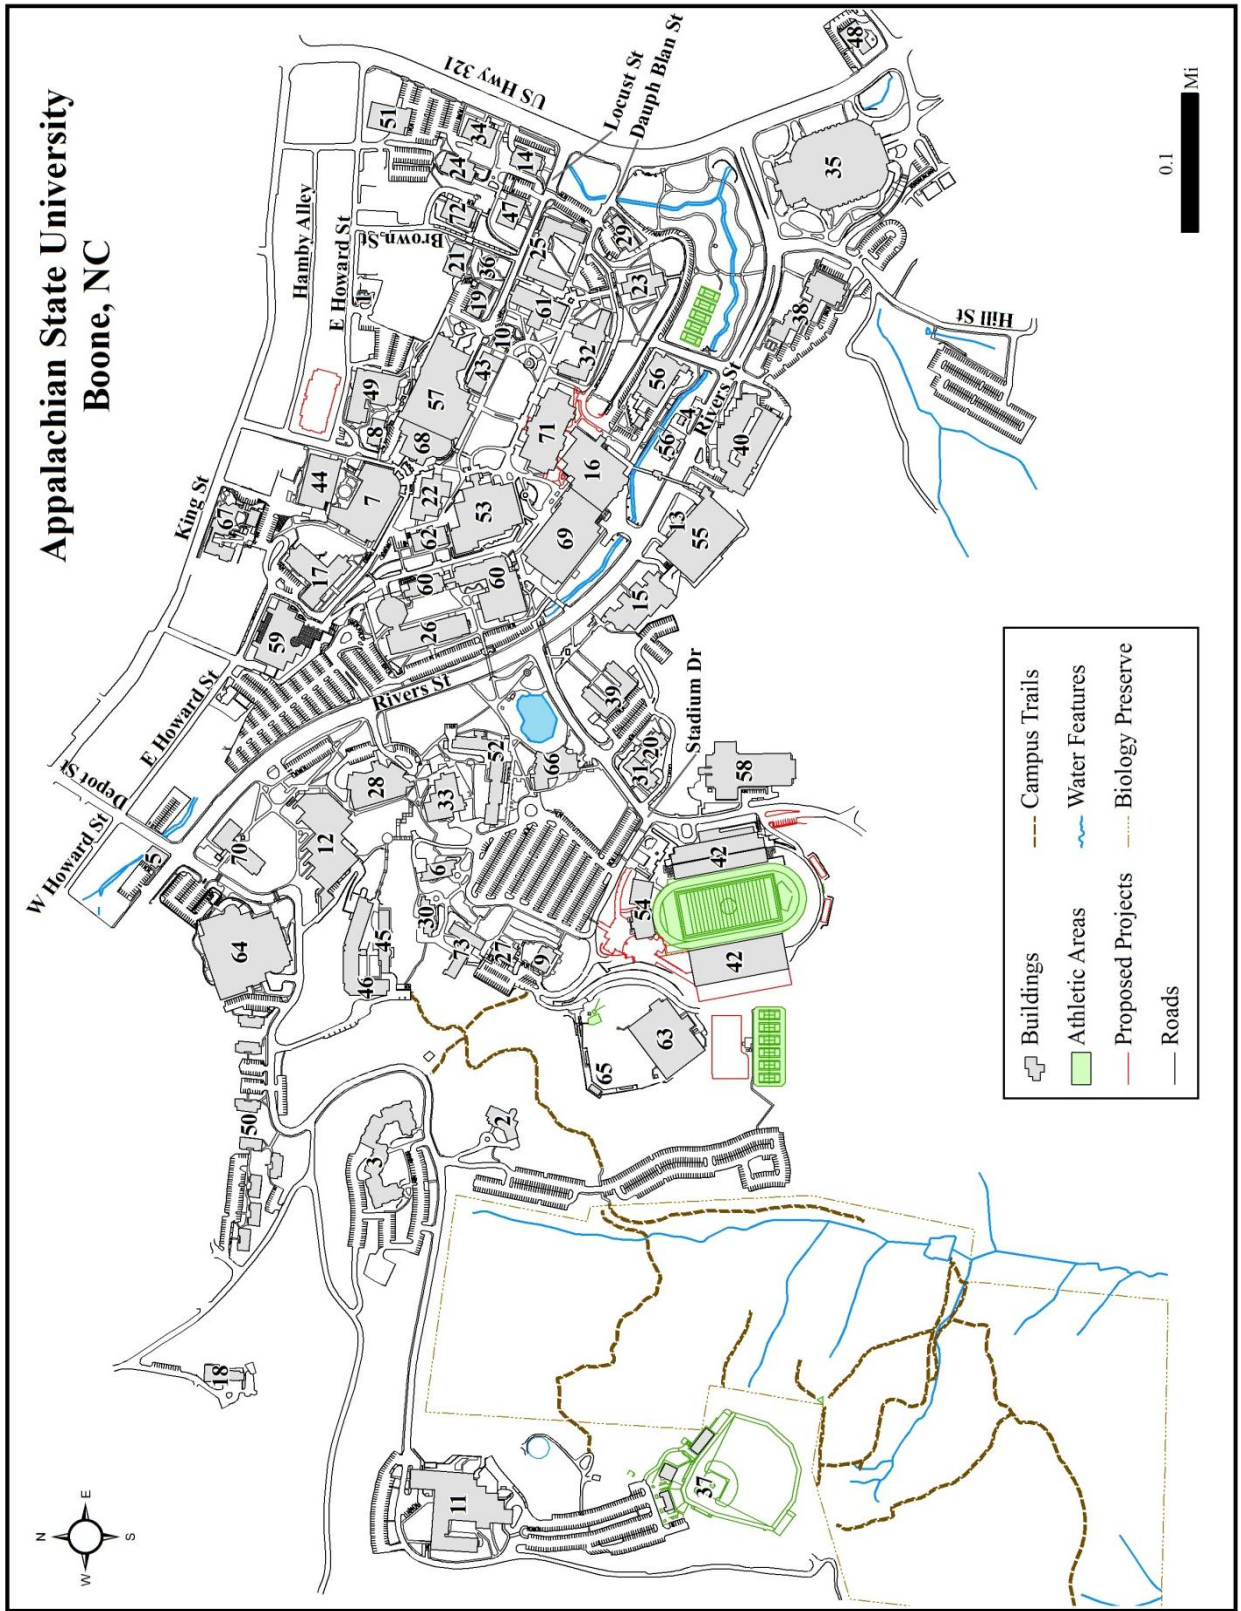 Appalachian State University
Boone, NC
N
W
E
S
King St
Hamby Alley
E Howard St
Brown St
US Hwy 321
Locust St
Dauph Blan St
W Howard St
Depot St
E Howard St
Rivers St
Rivers St
Stadium Dr
Hill St
48
51
34
24
14
72
47
21
36
25
29
19
1
10
61
23
35
43
32
38
49
57
56
8
68
71
4
56
40
44
16
67
7
22
53
13
17
62
69
55
60
60
15
59
26
39
52
66
20
31
58
28
33
70
12
5
6
42
54
64
30
45
73
27
9
46
42
63
65
50
2
3
18
37
11
0.1
Mi
Buildings
Athletic Areas
Proposed Projects
Roads
Campus Trails
Water Features
Biology Preserve